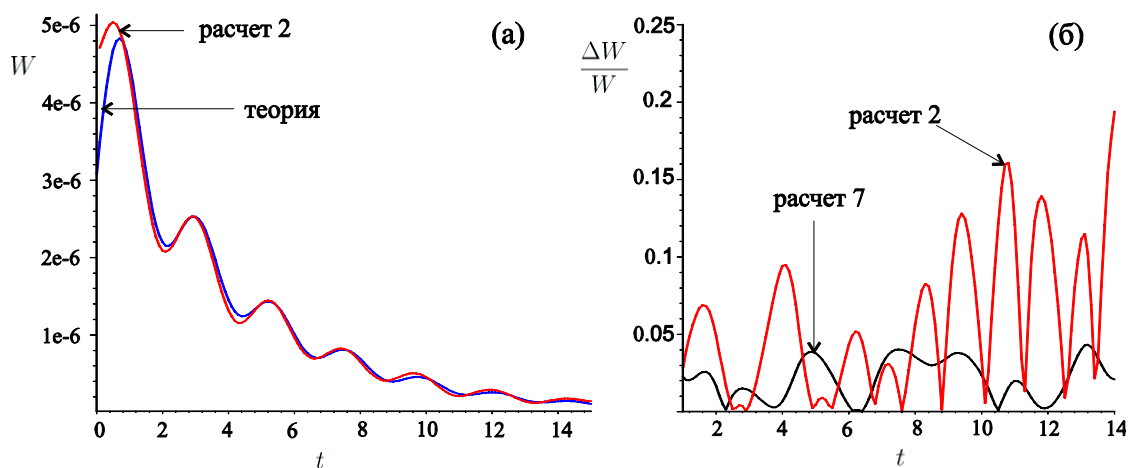 (а)
W
5e-6
4e-6
3e-6
2e-6
1e-6
расчет 2
теория
0 2 4 6 8 10 12 14
t
(б)
ΔW
W
0.25
0.2
0.15
0.1
0.05
расчет 2
расчет 7
2 4 6 8 10 12 14
t